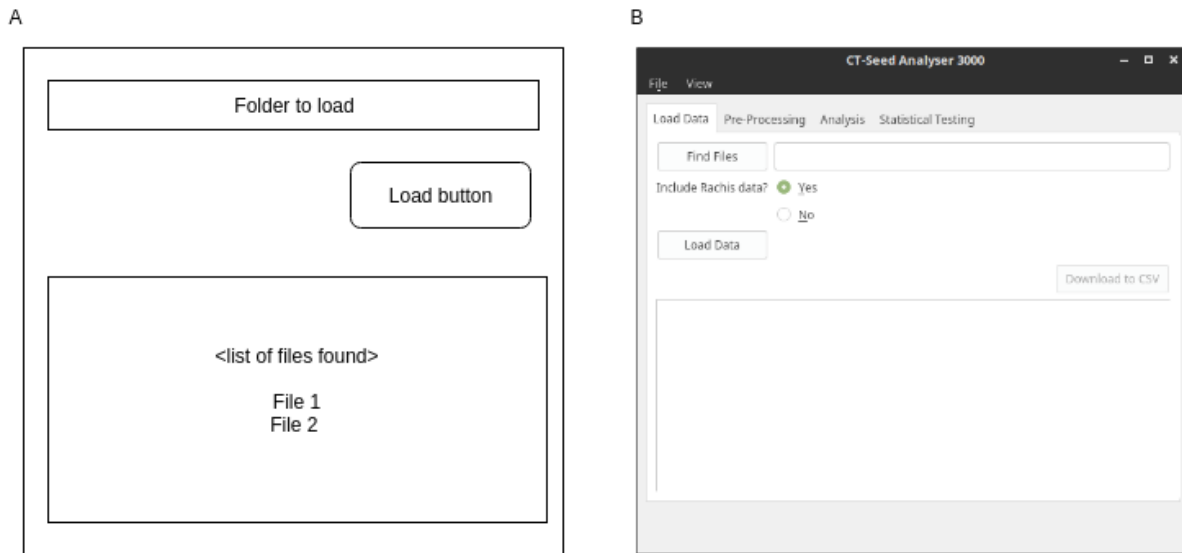 A
Folder to load
Load button
<list of files found>
File 1
File 2
B
CT-Seed Analyser 3000
File View
Load Data Pre-Processing Analysis Statistical Testing
Find Files
Include Rachis data? Yes
No
Load Data
Download to CSV